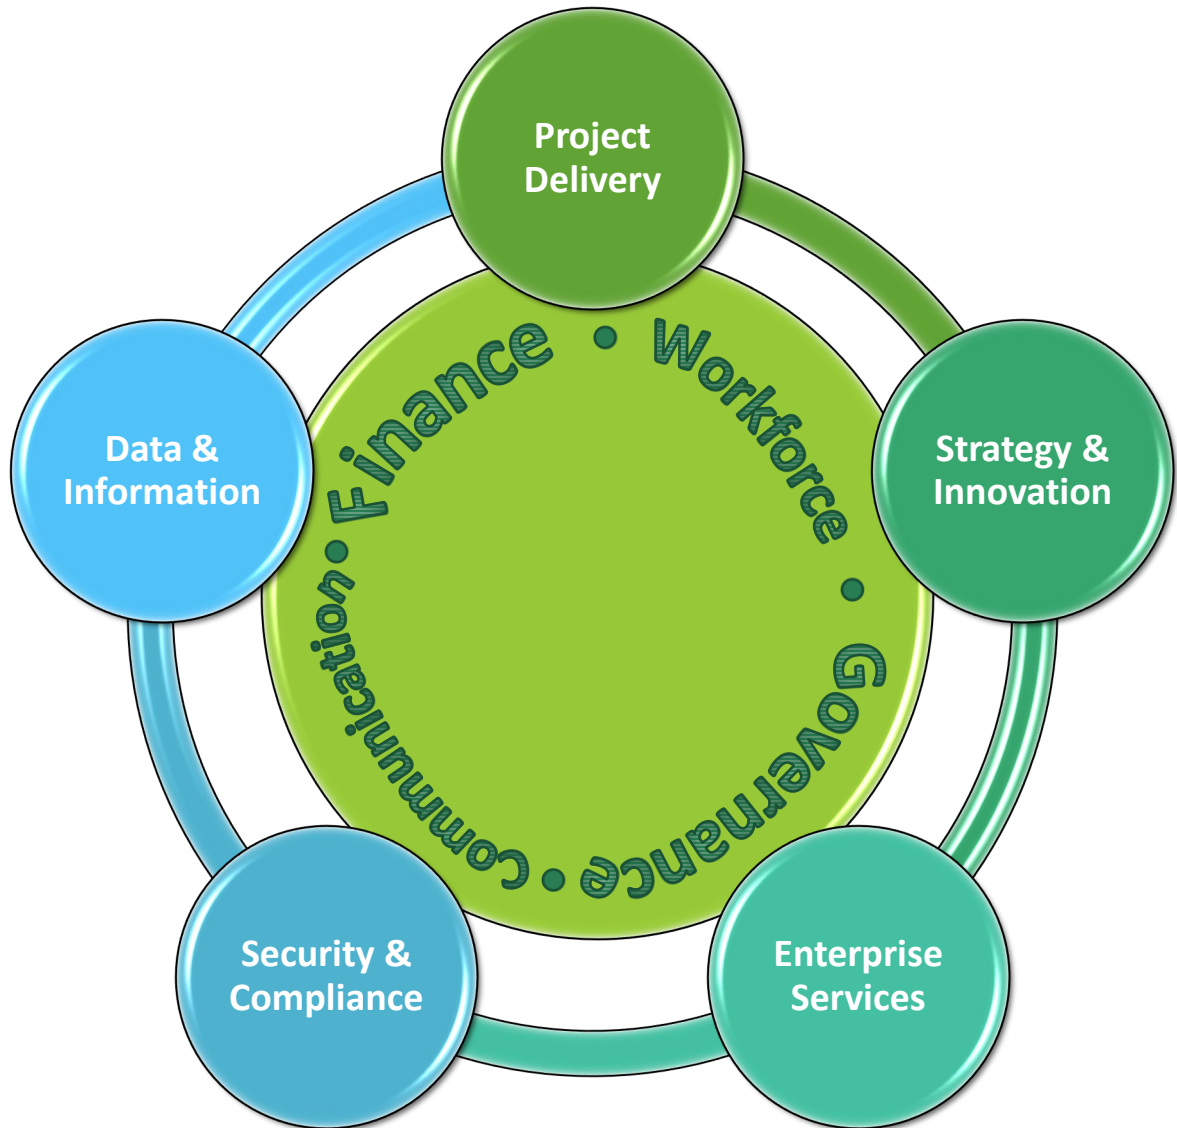 Project
Delivery
Strategy &
Innovation
Enterprise
Services
Security &
Compliance
Data &
Information
Finance • Workforce • Governance • Communication •